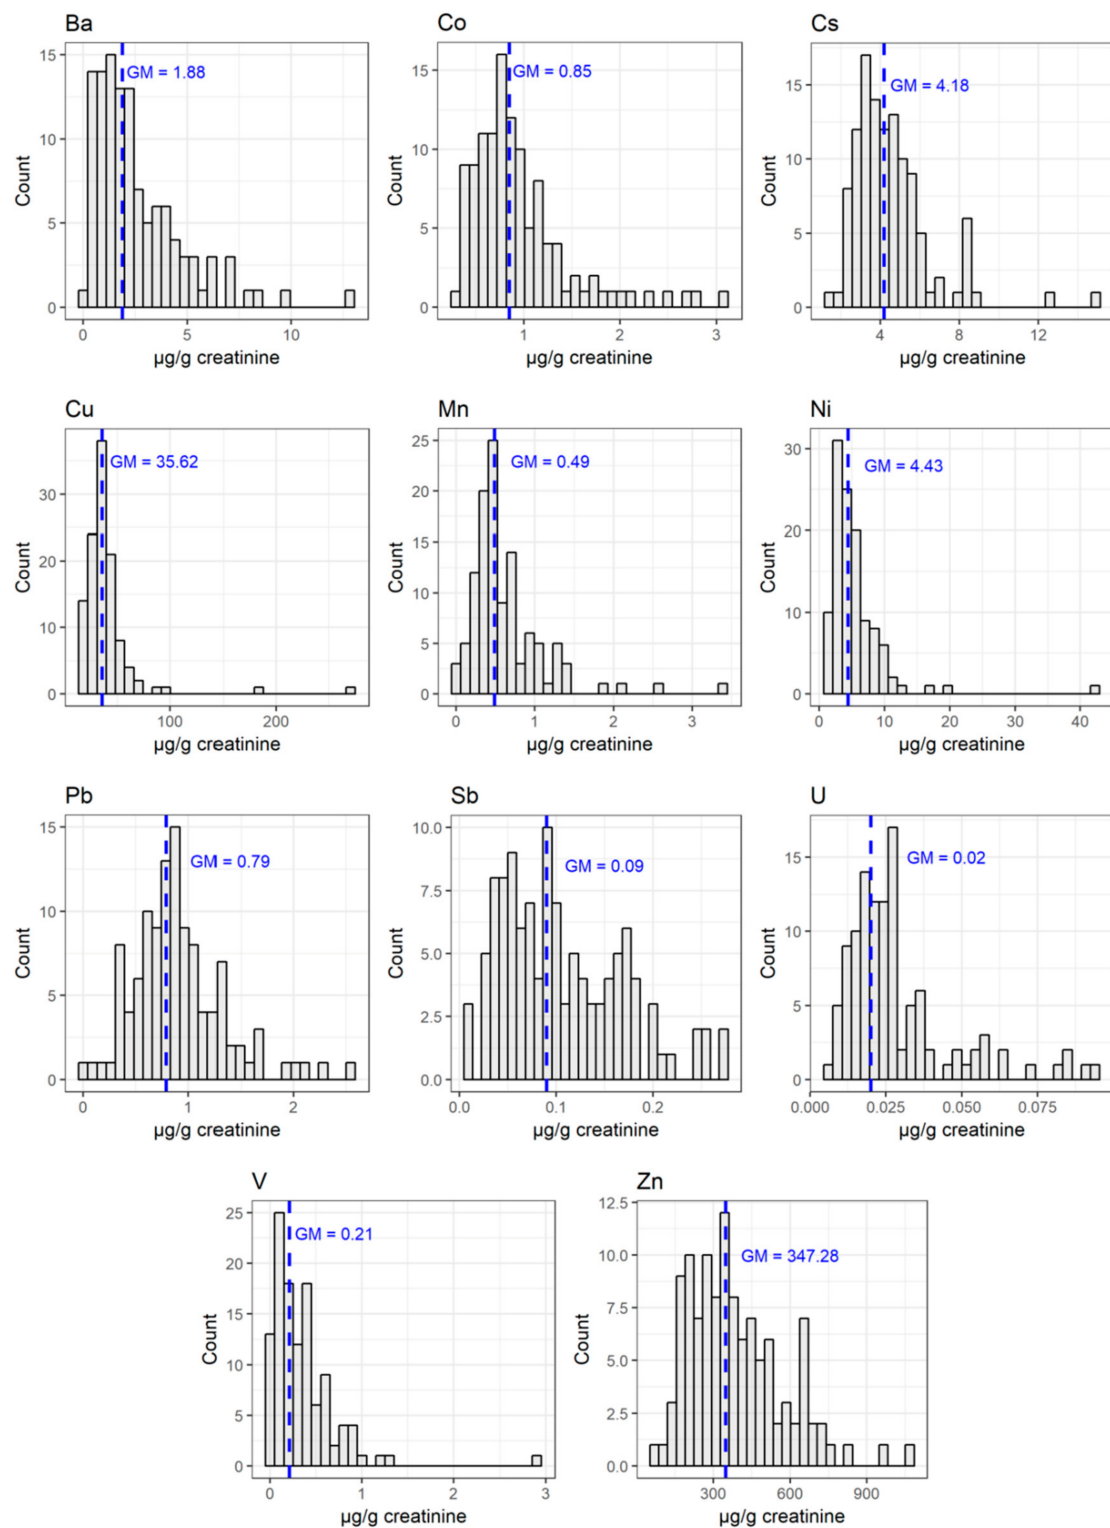 Ba
15
10
5
0
Count
GM = 1.88
0 5 10
µg/g creatinine
Co
15
10
5
0
Count
GM = 0.85
1 2 3
µg/g creatinine
Cs
15
10
5
0
Count
GM = 4.18
4 8 12
µg/g creatinine
Cu
30
20
10
0
Count
GM = 35.62
100 200
µg/g creatinine
Mn
25
20
15
10
5
0
Count
GM = 0.49
0 1 2 3
µg/g creatinine
Ni
30
20
10
0
Count
GM = 4.43
0 10 20 30 40
µg/g creatinine
Pb
15
10
5
0
Count
GM = 0.79
0 1 2
µg/g creatinine
Sb
10.0
7.5
5.0
2.5
0.0
Count
GM = 0.09
0.0 0.1 0.2
µg/g creatinine
U
15
10
5
0
Count
GM = 0.02
0.000 0.025 0.050 0.075
µg/g creatinine
V
25
20
15
10
5
0
Count
GM = 0.21
0 1 2 3
µg/g creatinine
Zn
12.5
10.0
7.5
5.0
2.5
0.0
Count
GM = 347.28
300 600 900
µg/g creatinine